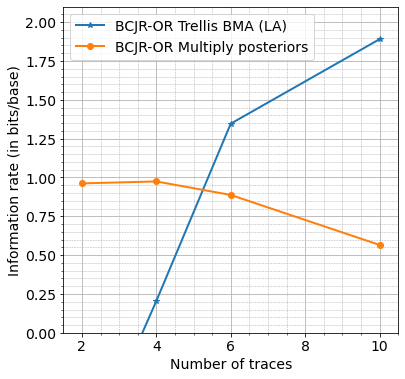 BCJR-OR Trellis BMA (LA)
BCJR-OR Multiply posteriors
Information rate (in bits/base)
2.00
1.75
1.50
1.25
1.00
0.75
0.50
0.25
0.00
2 4 6 8 10
Number of traces